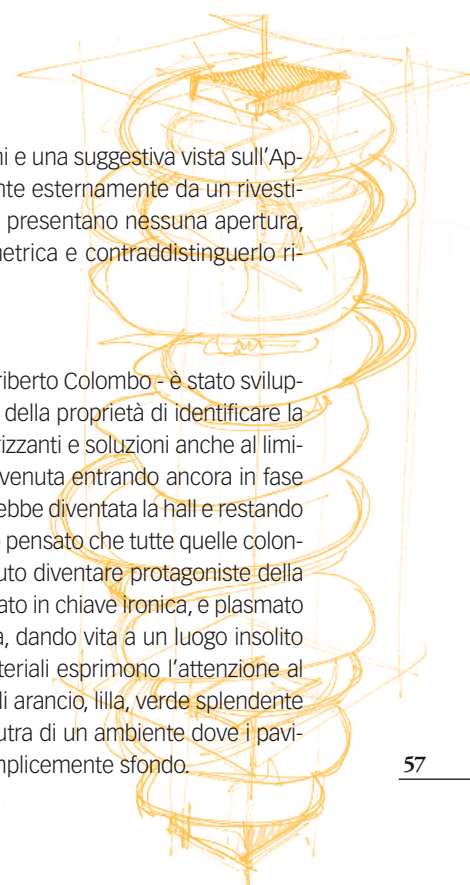 ni e una suggestiva vista sull'Ap-
nte esternamente da un rivesti-
presentano nessuna apertura,
netrica e contraddistinguerlo ri-
riberto Colombo - è stato svilup-
della proprietà di identificare la
rizzanti e soluzioni anche al limi-
venuta entrando ancora in fase
ebbe diventata la hall e restando
o pensato che tutte quelle colon-
uto diventare protagoniste della
ato in chiave ironica, e plasmato
a, dando vita a un luogo insolito
teriali esprimono l'attenzione al
li arancio, lilla, verde splendente
utra di un ambiente dove i pavi-
mplicemente sfondo.
57